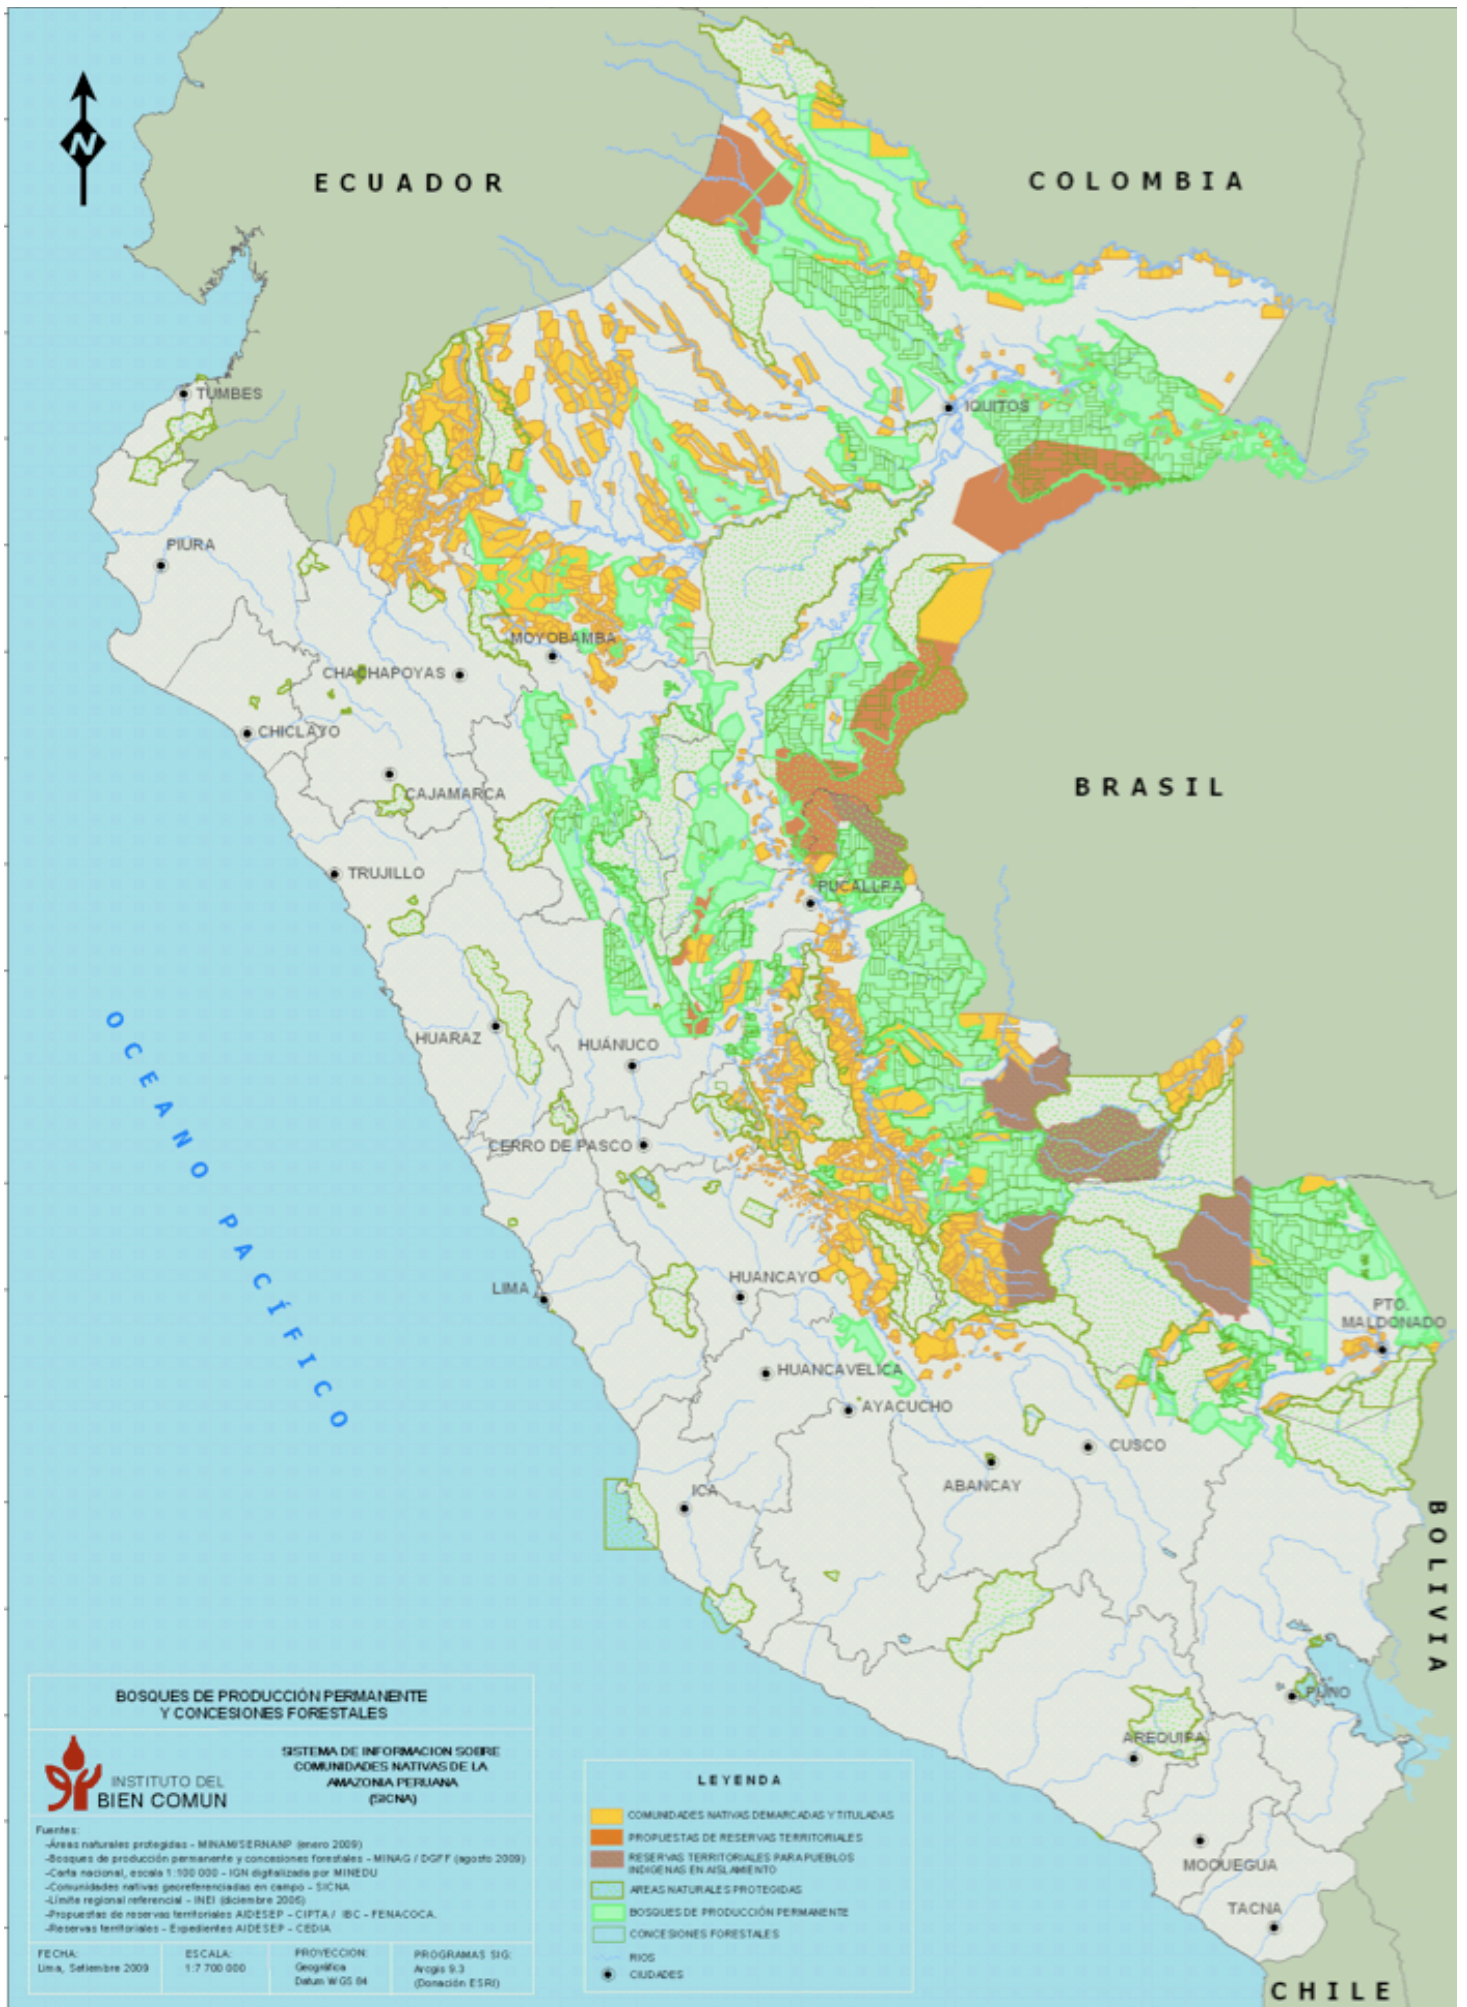 N
ECUADOR
COLOMBIA
TUMBES
IQUITOS
PIURA
MOYOBAMBA
CHACHAPOYAS
CHICLAYO
BRASIL
CAJAMARCA
TRUJILLO
PUCALLPA
OCEANO PACÍFICO
HUARAZ
HUÁNUCO
CERRO DE PASCO
LIMA
HUANCAYO
PTO.
MALDONADO
HUANCAVELICA
AYACUCHO
CUSCO
ABANCAY
ICA
BOLIVIA
PUNO
AREQUIPA
MOQUEGUA
TACNA
CHILE
BOSQUES DE PRODUCCIÓN PERMANENTE
Y CONCESIONES FORESTALES
INSTITUTO DEL
BIEN COMUN
SISTEMA DE INFORMACION SOBRE
COMUNIDADES NATIVAS DE LA
AMAZONIA PERUANA
(SICNA)
Fuentes:
-Áreas naturales protegidas - MINAM/SERNANP (enero 2009)
-Bosques de producción permanente y concesiones forestales - MINAG / DGFF (agosto 2009)
-Carta nacional, escala 1:100 000 - IGN digitalizada por MINEDU
-Comunidades nativas georeferenciadas en campo - SICNA
-Límite regional referencial - INEI (diciembre 2006)
-Propuestas de reservas territoriales AIDESEP - CIPTA / IBC - FENACOCA.
-Reservas territoriales - Expedientes AIDESEP - CEDIA
FECHA:
Lima, Setiembre 2009
ESCALA:
1:7 700 000
PROYECCIÓN:
Geográfica
Datum WGS 84
PROGRAMAS SIG:
Arcgis 9.3
(Donación ESRI)
LEYENDA
COMUNIDADES NATIVAS DEMARCADAS Y TITULADAS
PROPUESTAS DE RESERVAS TERRITORIALES
RESERVAS TERRITORIALES PARA PUEBLOS
INDIGENAS EN AISLAMIENTO
AREAS NATURALES PROTEGIDAS
BOSQUES DE PRODUCCIÓN PERMANENTE
CONCESIONES FORESTALES
RIOS
CIUDADES